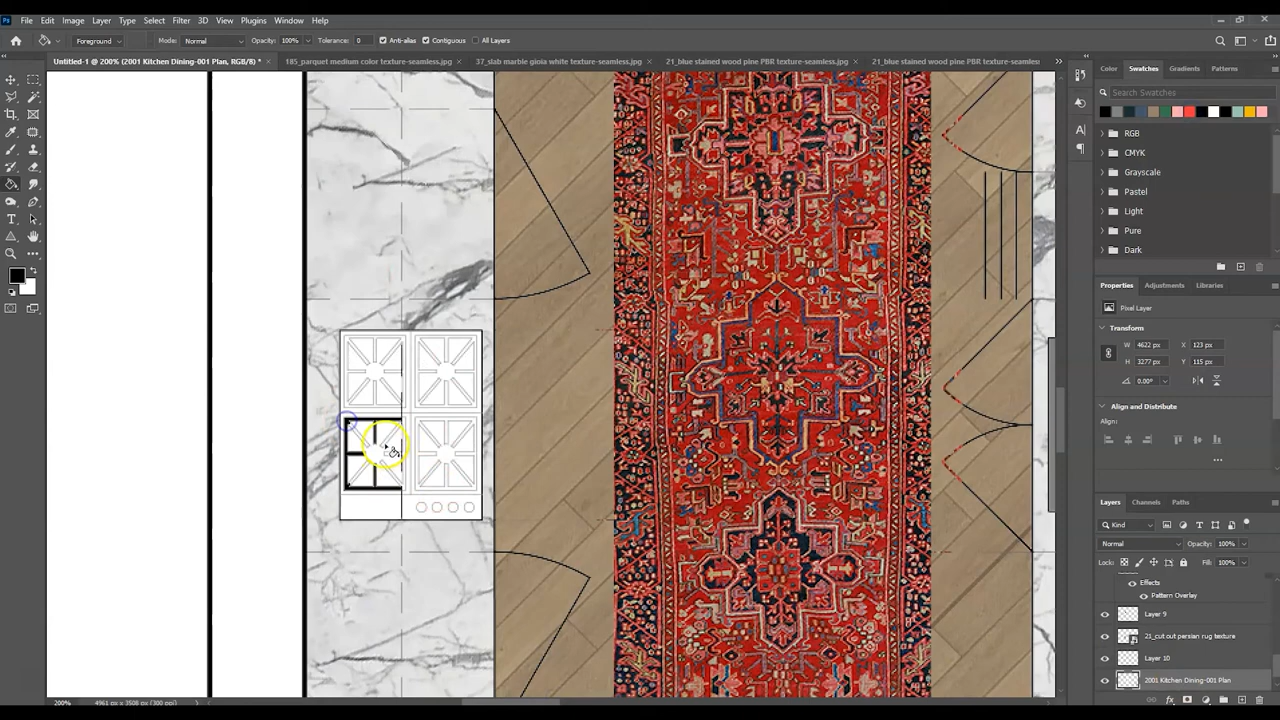 Ps File Edit Image Layer Type Select Filter 3D View Plugins Window Help
Foreground Mode: Normal Opacity: 100% Tolerance: 0 Anti-alias Contiguous All Layers
Untitled-1 @ 200% (2001 Kitchen Dining-001 Plan, RGB/8) * × 185_parquet medium color texture-seamless.jpg × 37_slab marble gioia white texture-seamless.jpg × 21_blue stained wood pine PBR texture-seamless.jpg × 21_blue stained wood pine PBR texture-seamless
Color Swatches Gradients Patterns
Search Swatches
RGB
CMYK
Grayscale
Pastel
Light
Pure
Dark
Properties Adjustments Libraries
Pixel Layer
Transform
W 4622 px X 123 px
H 3277 px Y 115 px
0.00°
Align and Distribute
Align:
Layers Channels Paths
Kind
Normal Opacity: 100%
Lock: Fill: 100%
Effects
Pattern Overlay
Layer 9
21_cut out persian rug texture
Layer 10
2001 Kitchen Dining-001 Plan
200% 4961 px x 3508 px (300 ppi)